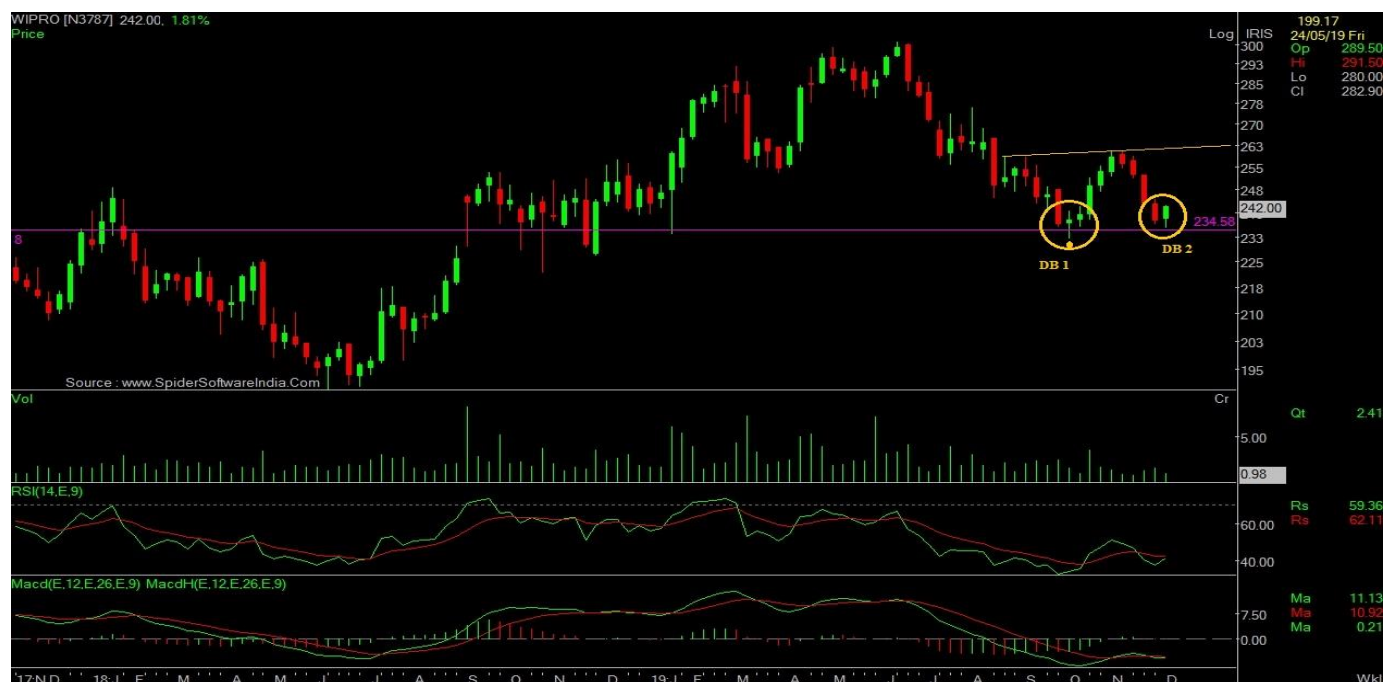 WIPRO [N3787] 242.00, 1.81%
Price
Log
IRIS
199.17
24/05/19 Fri
Op 289.50
Hi 291.50
Lo 280.00
Cl 282.90
300
293
285
278
270
263
255
248
242.00
233
225
218
210
203
195
234.58
8
DB 1
DB 2
Source : www.SpiderSoftwareIndia.Com
Vol
Cr
Qt 2.41
5.00
0.98
RSI(14,E,9)
Rs 59.36
Rs 62.11
60.00
40.00
Macd(E,12,E,26,E,9) MacdH(E,12,E,26,E,9)
Ma 11.13
Ma 10.92
Ma 0.21
7.50
0.00
17:N D 18:J F M A M J J A S O N D 19:J F M A M J J A S O N D
Wkl